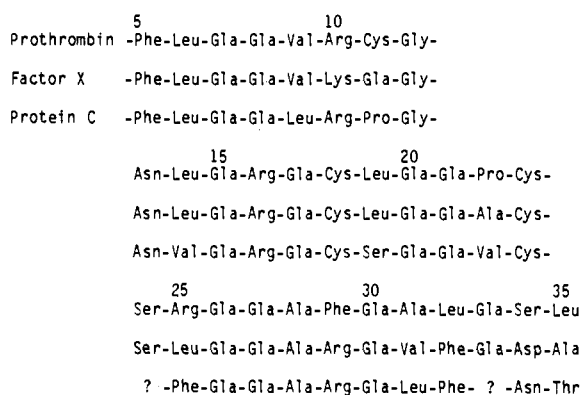 5 10
Prothrombin -Phe-Leu-Gla-Gla-Val-Arg-Cys-Gly-
Factor X -Phe-Leu-Gla-Gla-Val-Lys-Gla-Gly-
Protein C -Phe-Leu-Gla-Gla-Leu-Arg-Pro-Gly-
15 20
Asn-Leu-Gla-Arg-Gla-Cys-Leu-Gla-Gla-Pro-Cys-
Asn-Leu-Gla-Arg-Gla-Cys-Leu-Gla-Gla-Ala-Cys-
Asn-Val-Gla-Arg-Gla-Cys-Ser-Gla-Gla-Val-Cys-
25 30 35
Ser-Arg-Gla-Gla-Ala-Phe-Gla-Ala-Leu-Gla-Ser-Leu
Ser-Leu-Gla-Gla-Ala-Arg-Gla-Val-Phe-Gla-Asp-Ala
? -Phe-Gla-Gla-Ala-Arg-Gla-Leu-Phe- ? -Asn-Thr